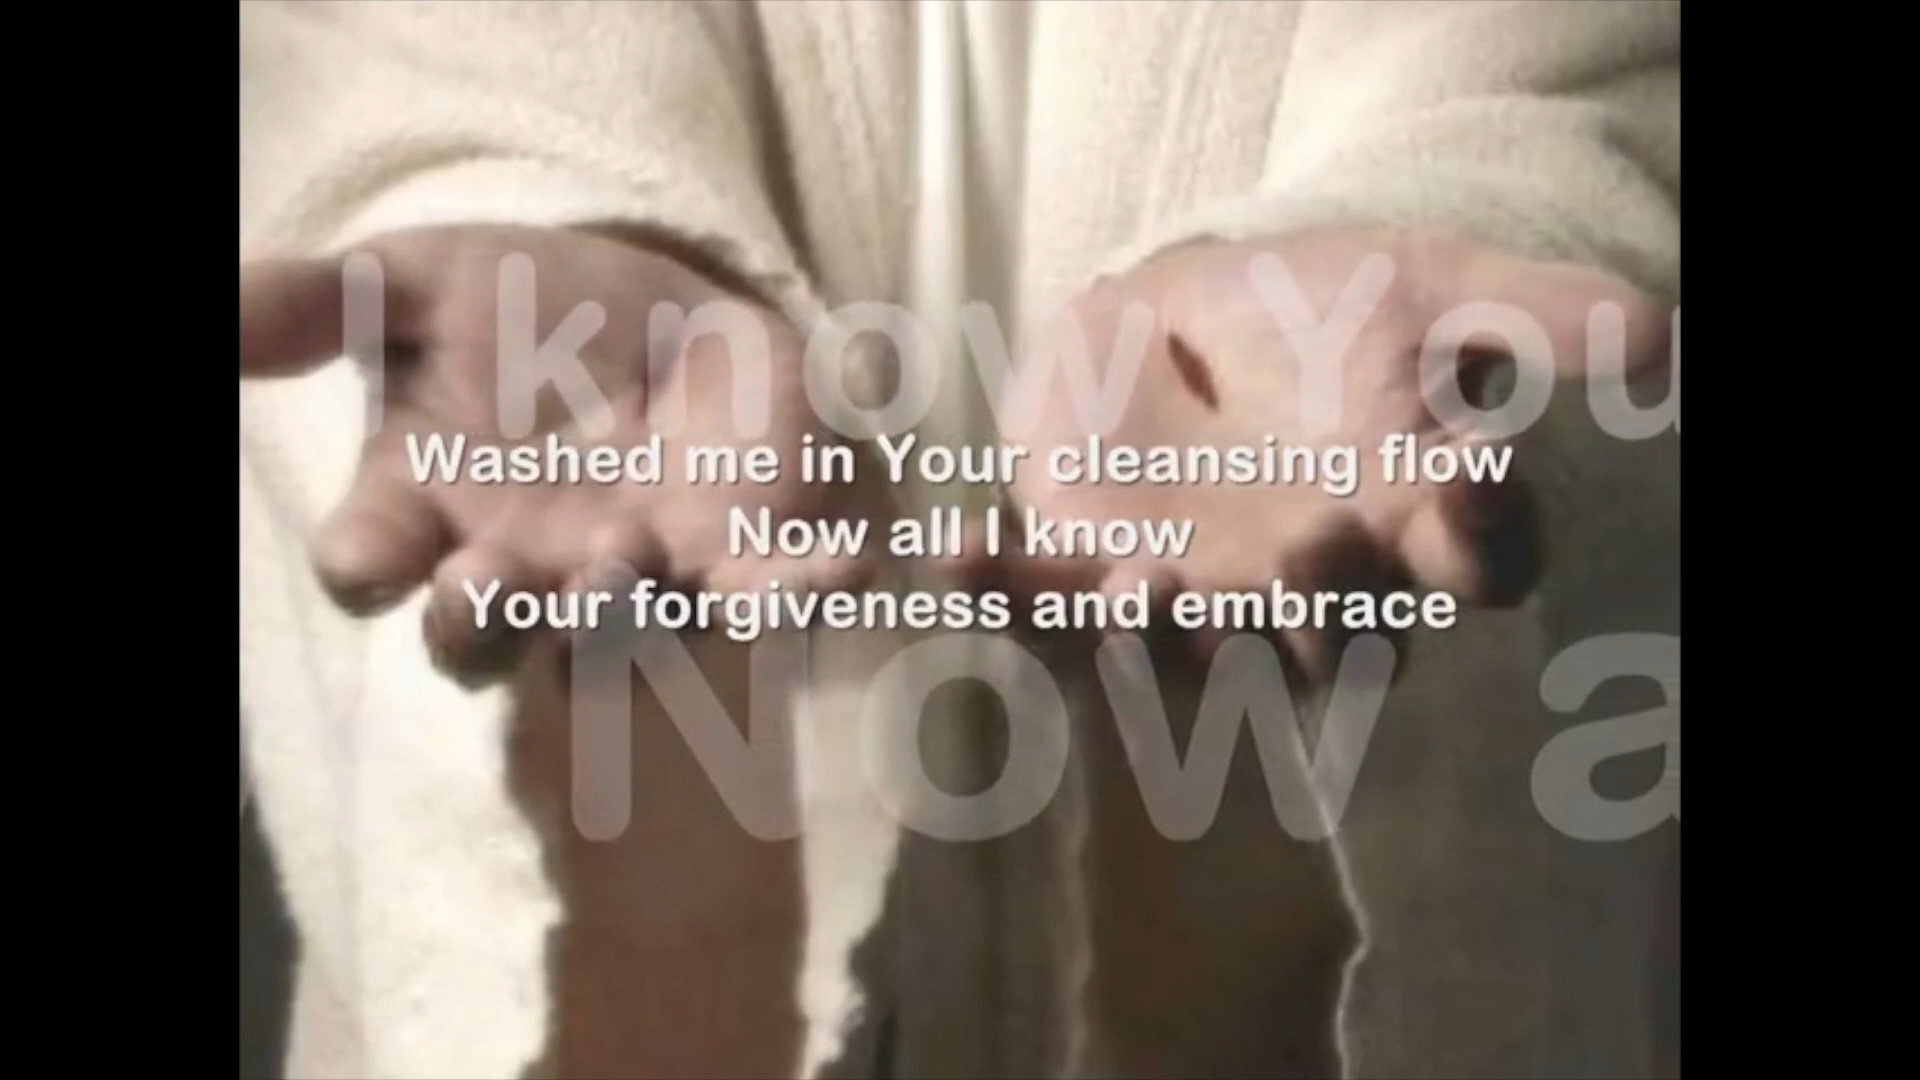 I know You
Washed me in Your cleansing flow
Now all I know
Your forgiveness and embrace
Now a